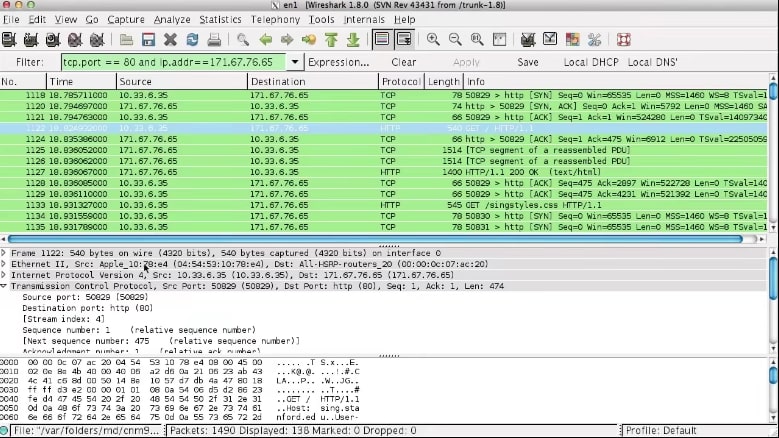 en1 [Wireshark 1.8.0 (SVN Rev 43431 from /trunk-1.8)]
File Edit View Go Capture Analyze Statistics Telephony Tools Internals Help
Filter: tcp.port == 80 and ip.addr==171.67.76.65 Expression... Clear Apply Save Local DHCP Local DNS'
No. Time Source Destination Protocol Length Info
1118 18.785711000 10.33.6.35 171.67.76.65 TCP 78 50829 > http [SYN] Seq=0 Win=65535 Len=0 MSS=1460 WS=8 TSval=1
1120 18.794697000 171.67.76.65 10.33.6.35 TCP 74 http > 50829 [SYN, ACK] Seq=0 Ack=1 Win=5792 Len=0 MSS=1460 SA
1121 18.794763000 10.33.6.35 171.67.76.65 TCP 66 50829 > http [ACK] Seq=1 Ack=1 Win=524280 Len=0 TSval=14097340
1122 18.824932000 10.33.6.35 171.67.76.65 HTTP 540 GET / HTTP/1.1
1124 18.835386000 171.67.76.65 10.33.6.35 TCP 66 http > 50829 [ACK] Seq=1 Ack=475 Win=6912 Len=0 TSval=22505059
1125 18.836052000 171.67.76.65 10.33.6.35 TCP 1514 [TCP segment of a reassembled PDU]
1126 18.836062000 171.67.76.65 10.33.6.35 TCP 1514 [TCP segment of a reassembled PDU]
1127 18.836067000 171.67.76.65 10.33.6.35 HTTP 1400 HTTP/1.1 200 OK (text/html)
1128 18.836085000 10.33.6.35 171.67.76.65 TCP 66 50829 > http [ACK] Seq=475 Ack=2897 Win=522728 Len=0 TSval=140
1129 18.836110000 10.33.6.35 171.67.76.65 TCP 66 50829 > http [ACK] Seq=475 Ack=4231 Win=521392 Len=0 TSval=140
1133 18.931327000 10.33.6.35 171.67.76.65 HTTP 545 GET /singstyles.css HTTP/1.1
1134 18.931559000 10.33.6.35 171.67.76.65 TCP 78 50830 > http [SYN] Seq=0 Win=65535 Len=0 MSS=1460 WS=8 TSval=1
1135 18.931789000 10.33.6.35 171.67.76.65 TCP 78 50831 > http [SYN] Seq=0 Win=65535 Len=0 MSS=1460 WS=8 TSval=1
Frame 1122: 540 bytes on wire (4320 bits), 540 bytes captured (4320 bits) on interface 0
Ethernet II, Src: Apple_10:78:e4 (04:54:53:10:78:e4), Dst: All-HSRP-routers_20 (00:00:0c:07:ac:20)
Internet Protocol Version 4, Src: 10.33.6.35 (10.33.6.35), Dst: 171.67.76.65 (171.67.76.65)
Transmission Control Protocol, Src Port: 50829 (50829), Dst Port: http (80), Seq: 1, Ack: 1, Len: 474
Source port: 50829 (50829)
Destination port: http (80)
[Stream index: 4]
Sequence number: 1 (relative sequence number)
[Next sequence number: 475 (relative sequence number)]
Acknowledgment number: 1 (relative ack number)
0000 00 00 0c 07 ac 20 04 54 53 10 78 e4 08 00 45 00 ..... .T S.x...E.
0010 02 0e 8e 4b 40 00 40 06 a2 d6 0a 21 06 23 ab 43 ...K@.@. ...!.#.C
0020 4c 41 c6 8d 00 50 14 8e 10 57 d7 db 4a 47 80 18 LA...P.. .W..JG..
0030 ff ff d3 e2 00 00 01 01 08 0a 54 06 d5 d2 86 23 ........ ..T....#
0040 fe d4 47 45 54 20 2f 20 48 54 54 50 2f 31 2e 31 ..GET / HTTP/1.1
0050 0d 0a 48 6f 73 74 3a 20 73 69 6e 67 2e 73 74 61 ..Host: sing.sta
0060 6e 66 6f 72 64 2e 65 64 75 0d 0a 55 73 65 72 2d nford.ed u..User-
File: "/var/folders/md/cnm9... Packets: 1490 Displayed: 138 Marked: 0 Dropped: 0 Profile: Default